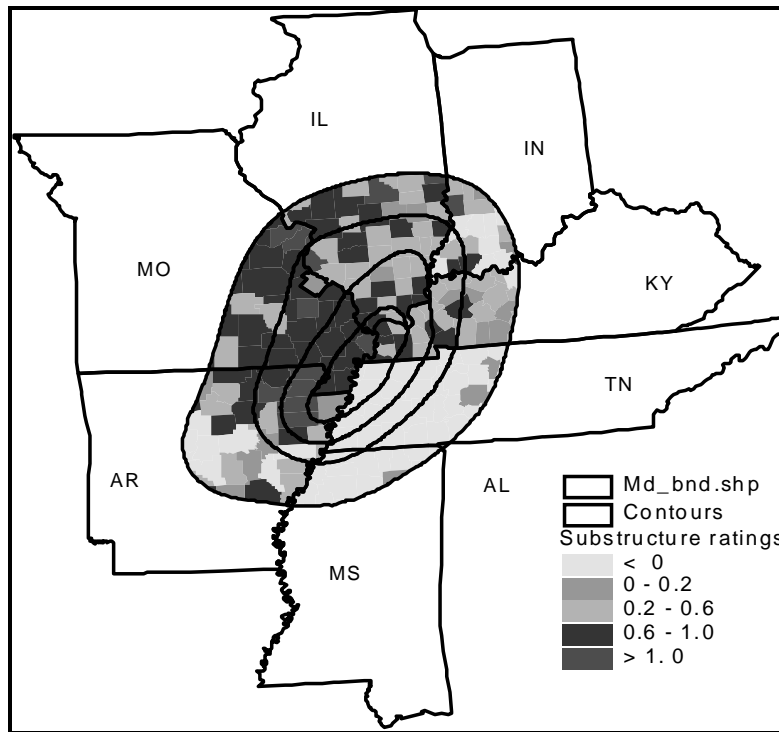 IL
IN
MO
KY
TN
AR
AL
MS
Md_bnd.shp
Contours
Substructure ratings
< 0
0 - 0.2
0.2 - 0.6
0.6 - 1.0
> 1. 0